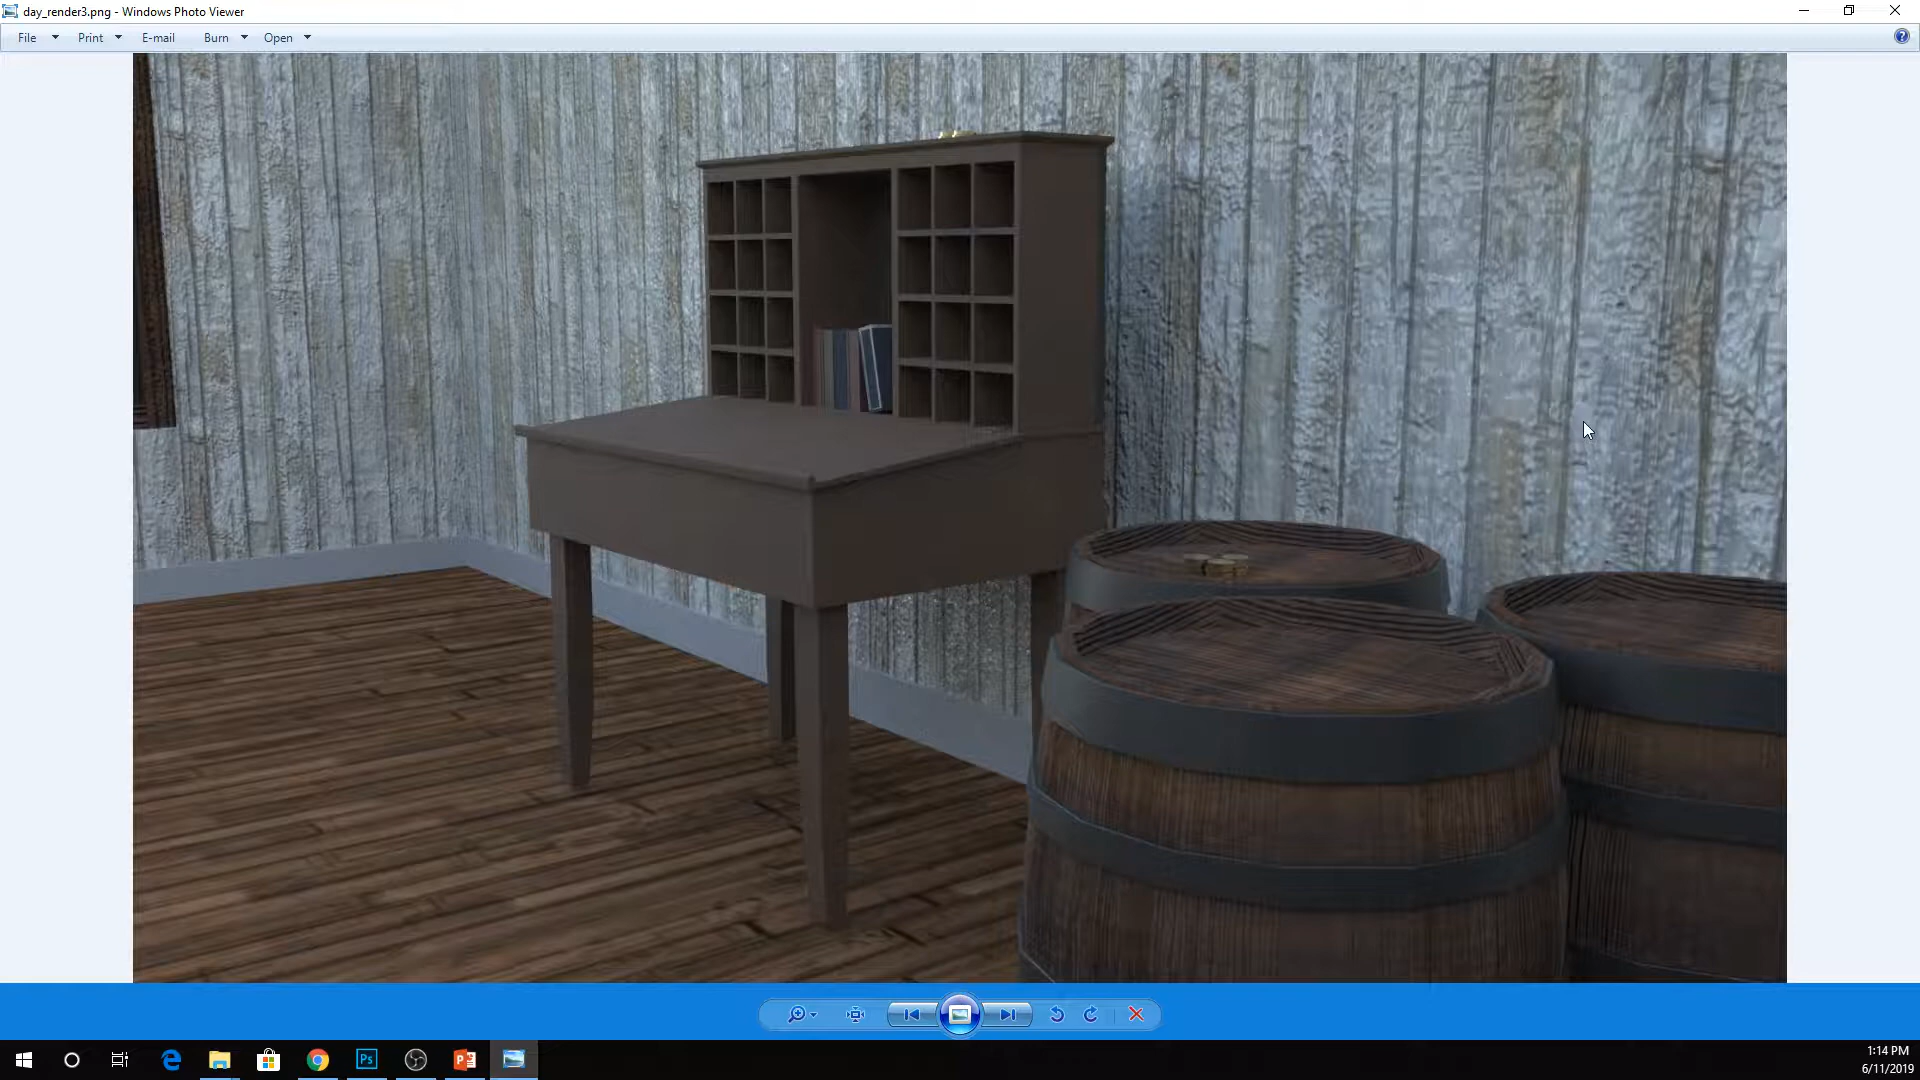 day_render3.png - Windows Photo Viewer
File Print E-mail Burn Open
Ps
1:14 PM
6/11/2019